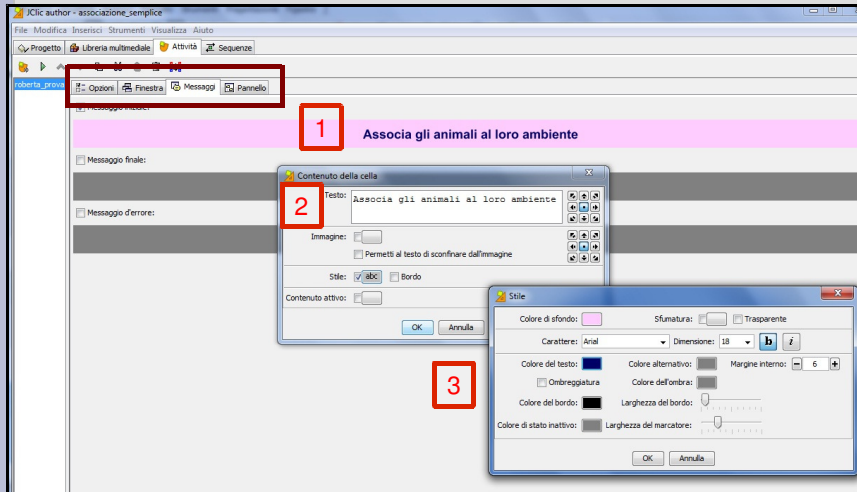 JClic author - associazione_semplice
File Modifica Inserisci Strumenti Visualizza Aiuto
Progetto Libreria multimediale Attività Sequenze
roberta_prova
Opzioni Finestra Messaggi Pannello
Messaggio iniziale:
1
Associa gli animali al loro ambiente
Messaggio finale:
Messaggio d'errore:
Contenuto della cella
2
Testo: Associa gli animali al loro ambiente
Immagine:
Permetti al testo di sconfinare dall'immagine
Stile: abc Bordo
Contenuto attivo:
OK Annulla
3
Stile
Colore di sfondo: Sfumatura: Trasparente
Carattere: Arial Dimensione: 18 b i
Colore del testo: Colore alternativo: Margine interno: 6
Ombreggiatura Colore dell'ombra:
Colore del bordo: Larghezza del bordo:
Colore di stato inattivo: Larghezza del marcatore:
OK Annulla